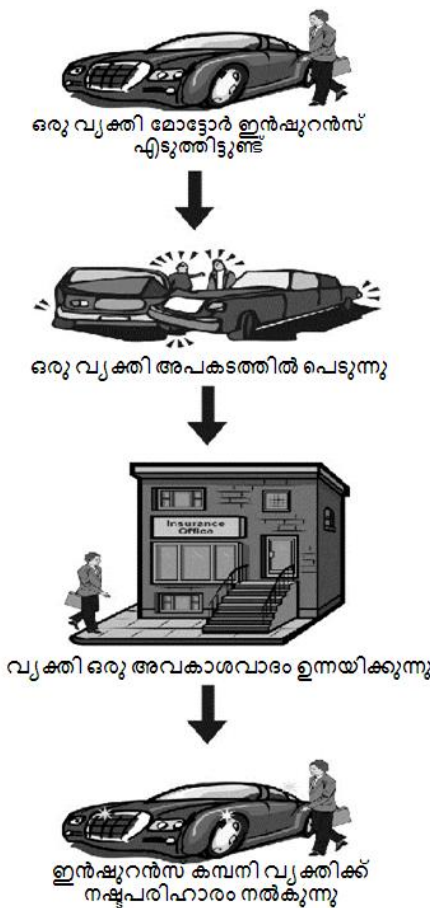 ഒരു വ്യക്തി മോട്ടോർ ഇൻഷുറൻസ്
എടുത്തിട്ടുണ്ട്
ഒരു വ്യക്തി അപകടത്തിൽ പെടുന്നു
Insurance
Office
വ്യക്തി ഒരു അവകാശവാദം ഉന്നയിക്കുന്നു
ഇൻഷുറൻസ കമ്പനി വ്യക്തിക്ക്
നഷ്ടപരിഹാരം നൽകുന്നു